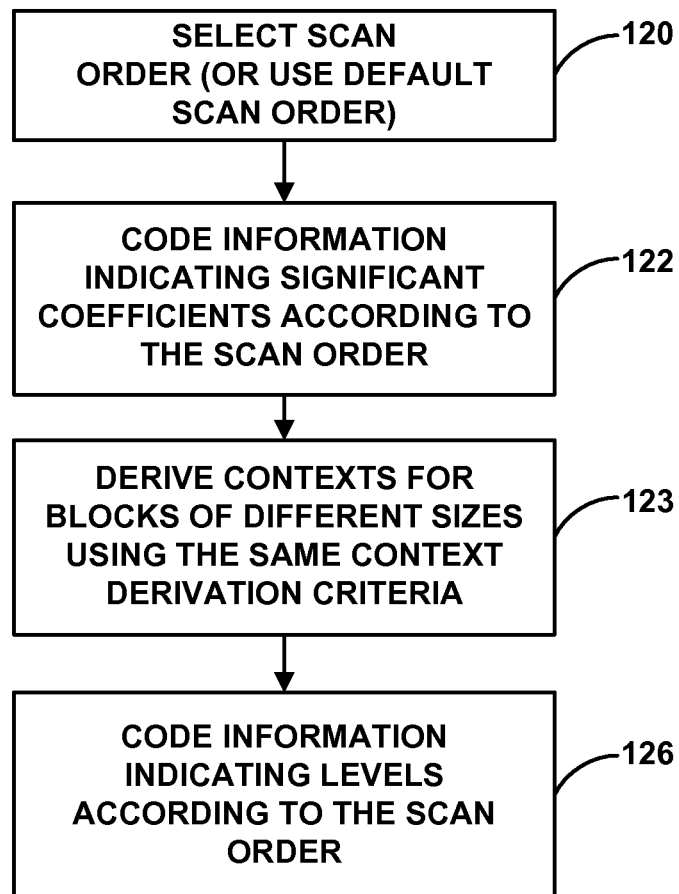 SELECT SCAN
ORDER (OR USE DEFAULT
SCAN ORDER)
120
CODE INFORMATION
INDICATING SIGNIFICANT
COEFFICIENTS ACCORDING TO
THE SCAN ORDER
122
DERIVE CONTEXTS FOR
BLOCKS OF DIFFERENT SIZES
USING THE SAME CONTEXT
DERIVATION CRITERIA
123
CODE INFORMATION
INDICATING LEVELS
ACCORDING TO THE SCAN
ORDER
126